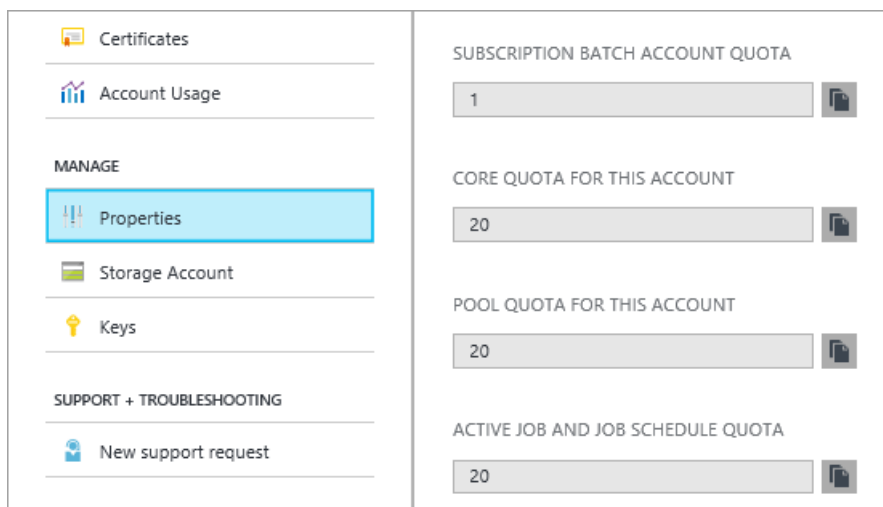 Certificates
Account Usage
MANAGE
Properties
Storage Account
Keys
SUPPORT + TROUBLESHOOTING
New support request
SUBSCRIPTION BATCH ACCOUNT QUOTA
1
CORE QUOTA FOR THIS ACCOUNT
20
POOL QUOTA FOR THIS ACCOUNT
20
ACTIVE JOB AND JOB SCHEDULE QUOTA
20